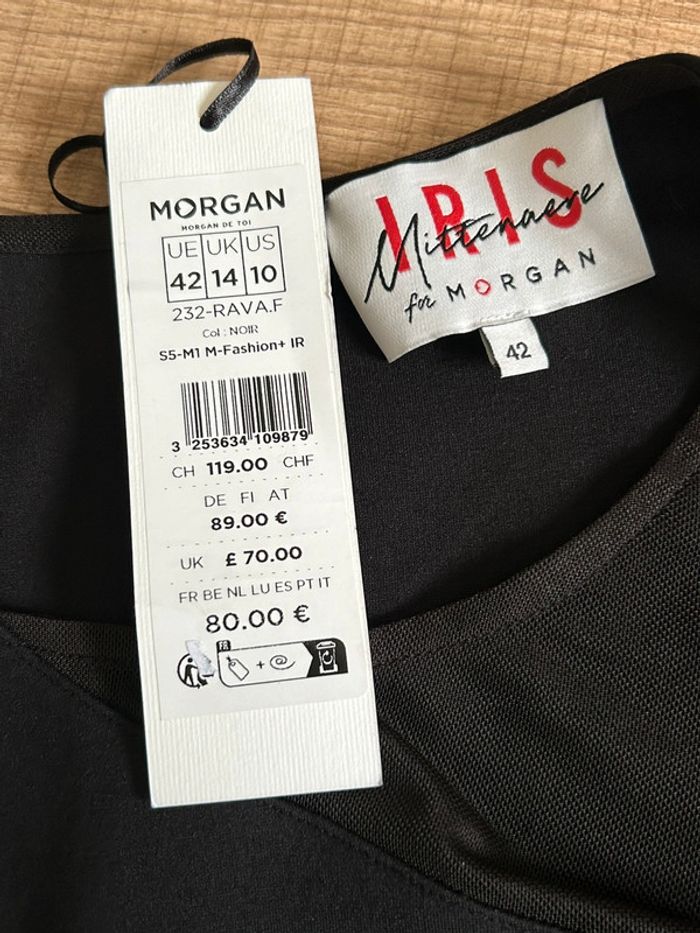 MORGAN
MORGAN DE TOI
UE UK US
42 14 10
232-RAVA.F
Col : NOIR
S5-M1 M-Fashion+ IR
3 253634 109879
CH 119.00 CHF
DE FI AT
89.00 €
UK £ 70.00
FR BE NL LU ES PT IT
80.00 €
FR
+
IRIS
Mittenaere
for MORGAN
42